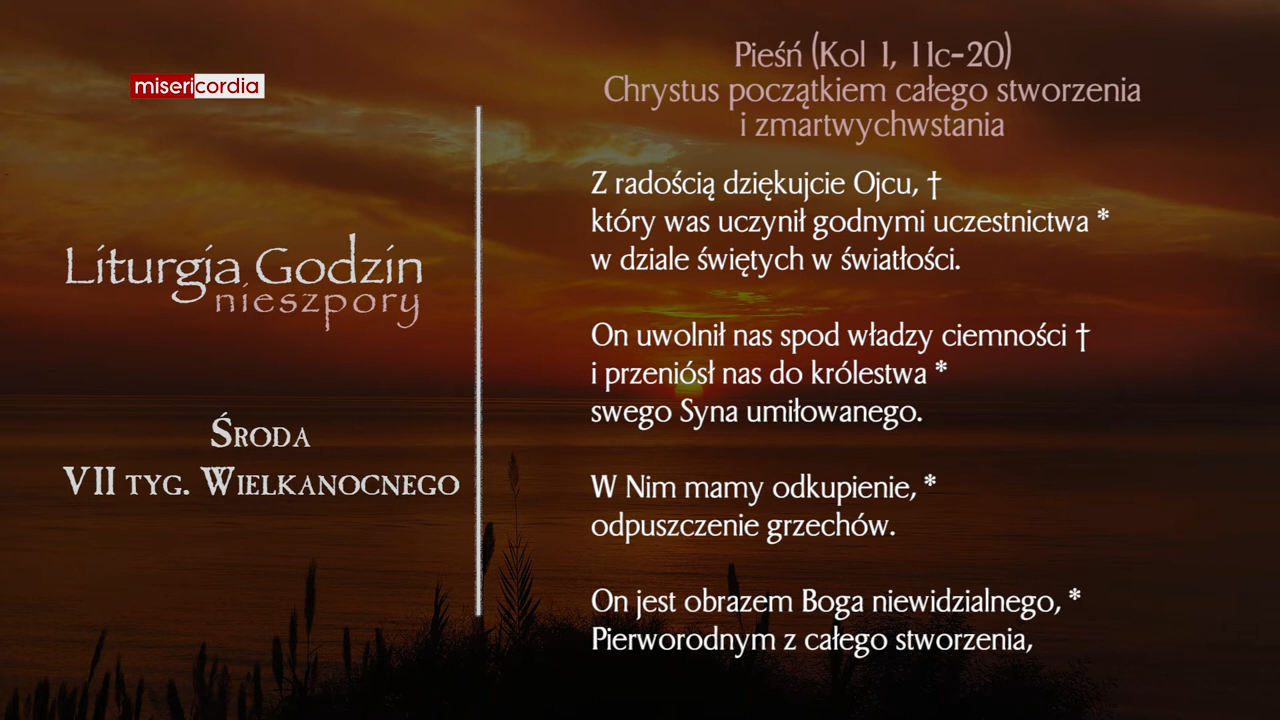 misericordia
Liturgia Godzin
nieszpory
Środa
VII tyg. Wielkanocnego
Pieśń (Kol 1, 11c-20)
Chrystus początkiem całego stworzenia
i zmartwychwstania
Z radością dziękujcie Ojcu, †
który was uczynił godnymi uczestnictwa *
w dziale świętych w światłości.
On uwolnił nas spod władzy ciemności †
i przeniósł nas do królestwa *
swego Syna umiłowanego.
W Nim mamy odkupienie, *
odpuszczenie grzechów.
On jest obrazem Boga niewidzialnego, *
Pierworodnym z całego stworzenia,